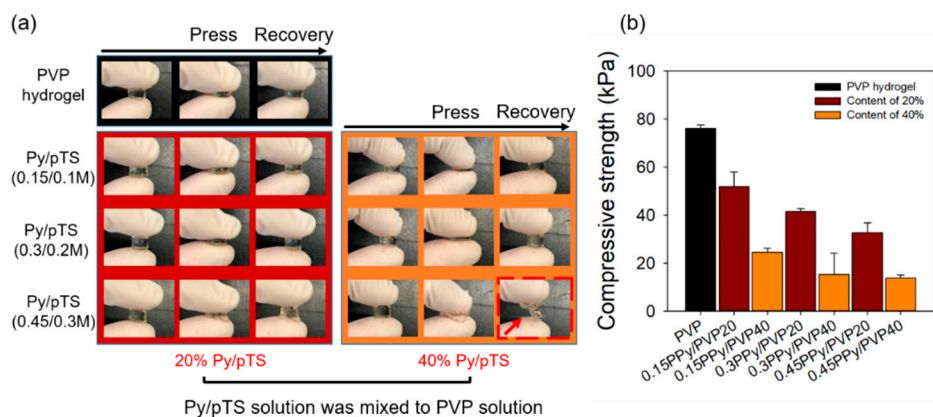 (a)
Press Recovery
PVP
hydrogel
Press Recovery
Py/pTS
(0.15/0.1M)
Py/pTS
(0.3/0.2M)
Py/pTS
(0.45/0.3M)
20% Py/pTS
40% Py/pTS
Py/pTS solution was mixed to PVP solution
(b)
Compressive strength (kPa)
100
80
60
40
20
0
PVP hydrogel
Content of 20%
Content of 40%
PVP
0.15PPy/PVP20
0.15PPy/PVP40
0.3PPy/PVP20
0.3PPy/PVP40
0.45PPy/PVP20
0.45PPy/PVP40